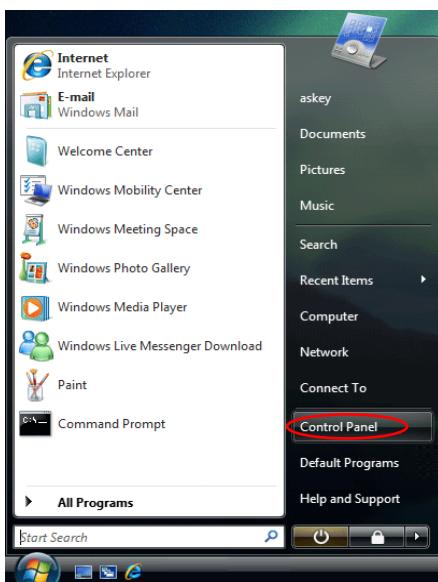 Internet
Internet Explorer
E-mail
Windows Mail
Welcome Center
Windows Mobility Center
Windows Meeting Space
Windows Photo Gallery
Windows Media Player
Windows Live Messenger Download
Paint
C:\_
Command Prompt
All Programs
Start Search
askey
Documents
Pictures
Music
Search
Recent Items
Computer
Network
Connect To
Control Panel
Default Programs
Help and Support